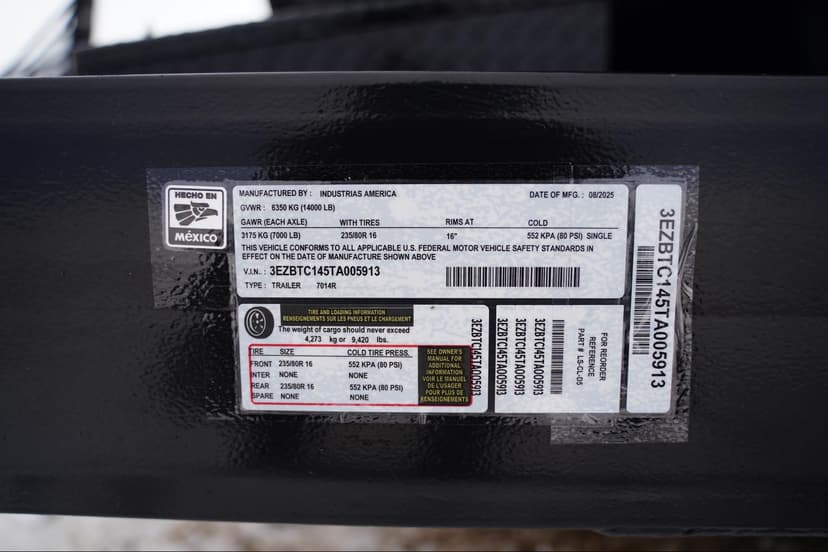 HECHO EN
MÉXICO
MANUFACTURED BY : INDUSTRIAS AMERICA DATE OF MFG. : 08/2025
GVWR : 6350 KG (14000 LB)
GAWR (EACH AXLE) WITH TIRES RIMS AT COLD
3175 KG (7000 LB) 235/80R 16 16" 552 KPA (80 PSI) SINGLE
THIS VEHICLE CONFORMS TO ALL APPLICABLE U.S. FEDERAL MOTOR VEHICLE SAFETY STANDARDS IN
EFFECT ON THE DATE OF MANUFACTURE SHOWN ABOVE
V.I.N. : 3EZBTC145TA005913
TYPE : TRAILER 7014R
TIRE AND LOADING INFORMATION
RENSEIGNEMENTS SUR LES PNEUS ET LE CHARGEMENT
The weight of cargo should never exceed
4,273 kg or 9,420 lbs.
TIRE SIZE COLD TIRE PRESS.
FRONT 235/80R 16 552 KPA (80 PSI)
INTER NONE NONE
REAR 235/80R 16 552 KPA (80 PSI)
SPARE NONE NONE
SEE OWNER'S
MANUAL FOR
ADDITIONAL
INFORMATION
VOIR LE MANUEL
DE L'USAGER
POUR PLUS DE
RENSEIGNEMENTS
3EZBTC145TA005913
3EZBTC145TA005913
3EZBTC145TA005913
3EZBTC145TA005913
FOR REORDER
REFERENCE
PART # LS-CL-05
3EZBTC145TA005913